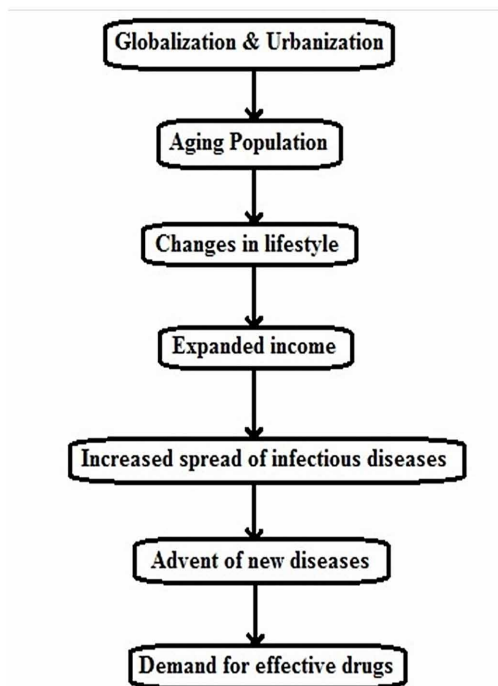 Globalization & Urbanization
Aging Population
Changes in lifestyle
Expanded income
Increased spread of infectious diseases
Advent of new diseases
Demand for effective drugs